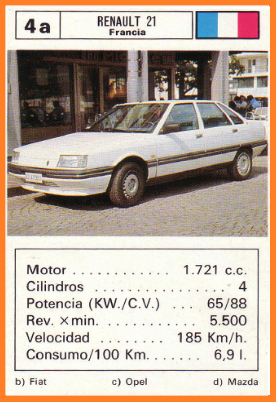 4a
RENAULT 21
Francia
Motor ............ 1.721 c.c.
Cilindros ................. 4
Potencia (KW./C.V.) ... 65/88
Rev. × min. ........... 5.500
Velocidad ........ 185 Km/h.
Consumo/100 Km. ....... 6,9 l.
b) Fiat c) Opel d) Mazda